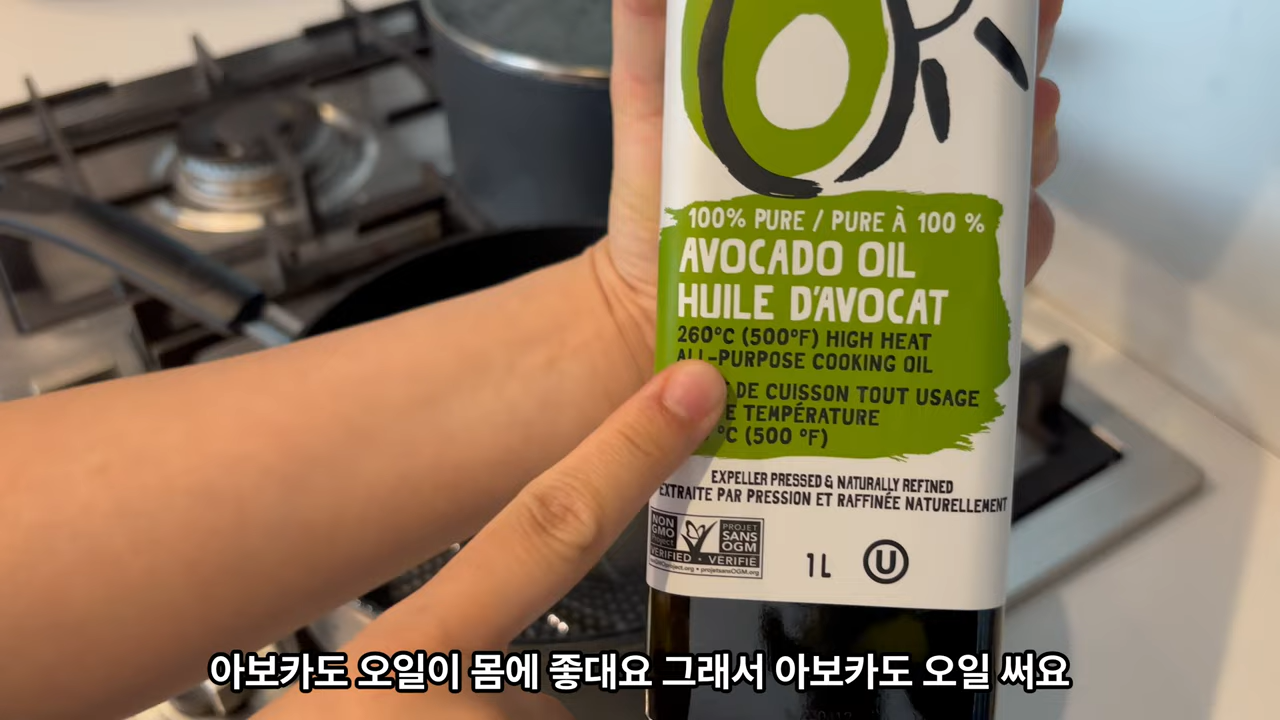 100% PURE / PURE À 100 %
AVOCADO OIL
HUILE D'AVOCAT
260°C (500°F) HIGH HEAT
ALL-PURPOSE COOKING OIL
DE CUISSON TOUT USAGE
TEMPÉRATURE
°C (500 °F)
EXPELLER PRESSED & NATURALLY REFINED
EXTRAITE PAR PRESSION ET RAFFINÉE NATURELLEMENT
NON GMO Project
VERIFIED • VERIFIÉ
PROJET SANS OGM
1L
U
아보카도 오일이 몸에 좋대요 그래서 아보카도 오일 써요